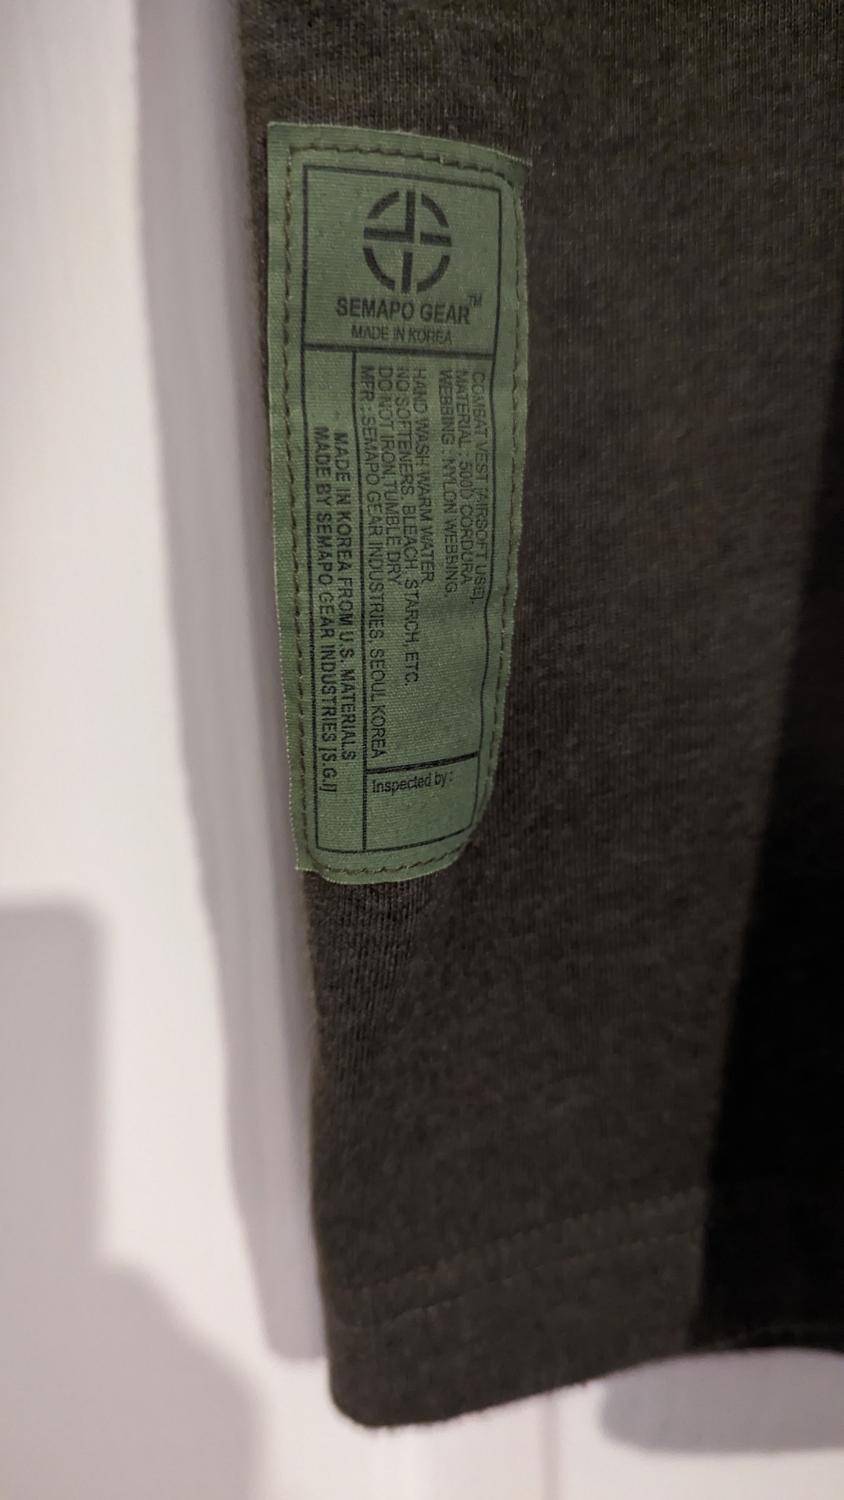 SEMAPO GEAR™
MADE IN KOREA
COMBAT VEST [AIRSOFT USE].
MATERIAL : 500D CORDURA
WEBBING : NYLON WEBBING.
HAND WASH WARM WATER
NO SOFTENERS. BLEACH. STARCH, ETC.
DO NOT IRON,TUMBLE DRY
MFR : SEMAPO GEAR INDUSTRIES, SEOUL KOREA
Inspected by :
MADE IN KOREA FROM U.S. MATERIALS
MADE BY SEMAPO GEAR INDUSTRIES [S.G.I]